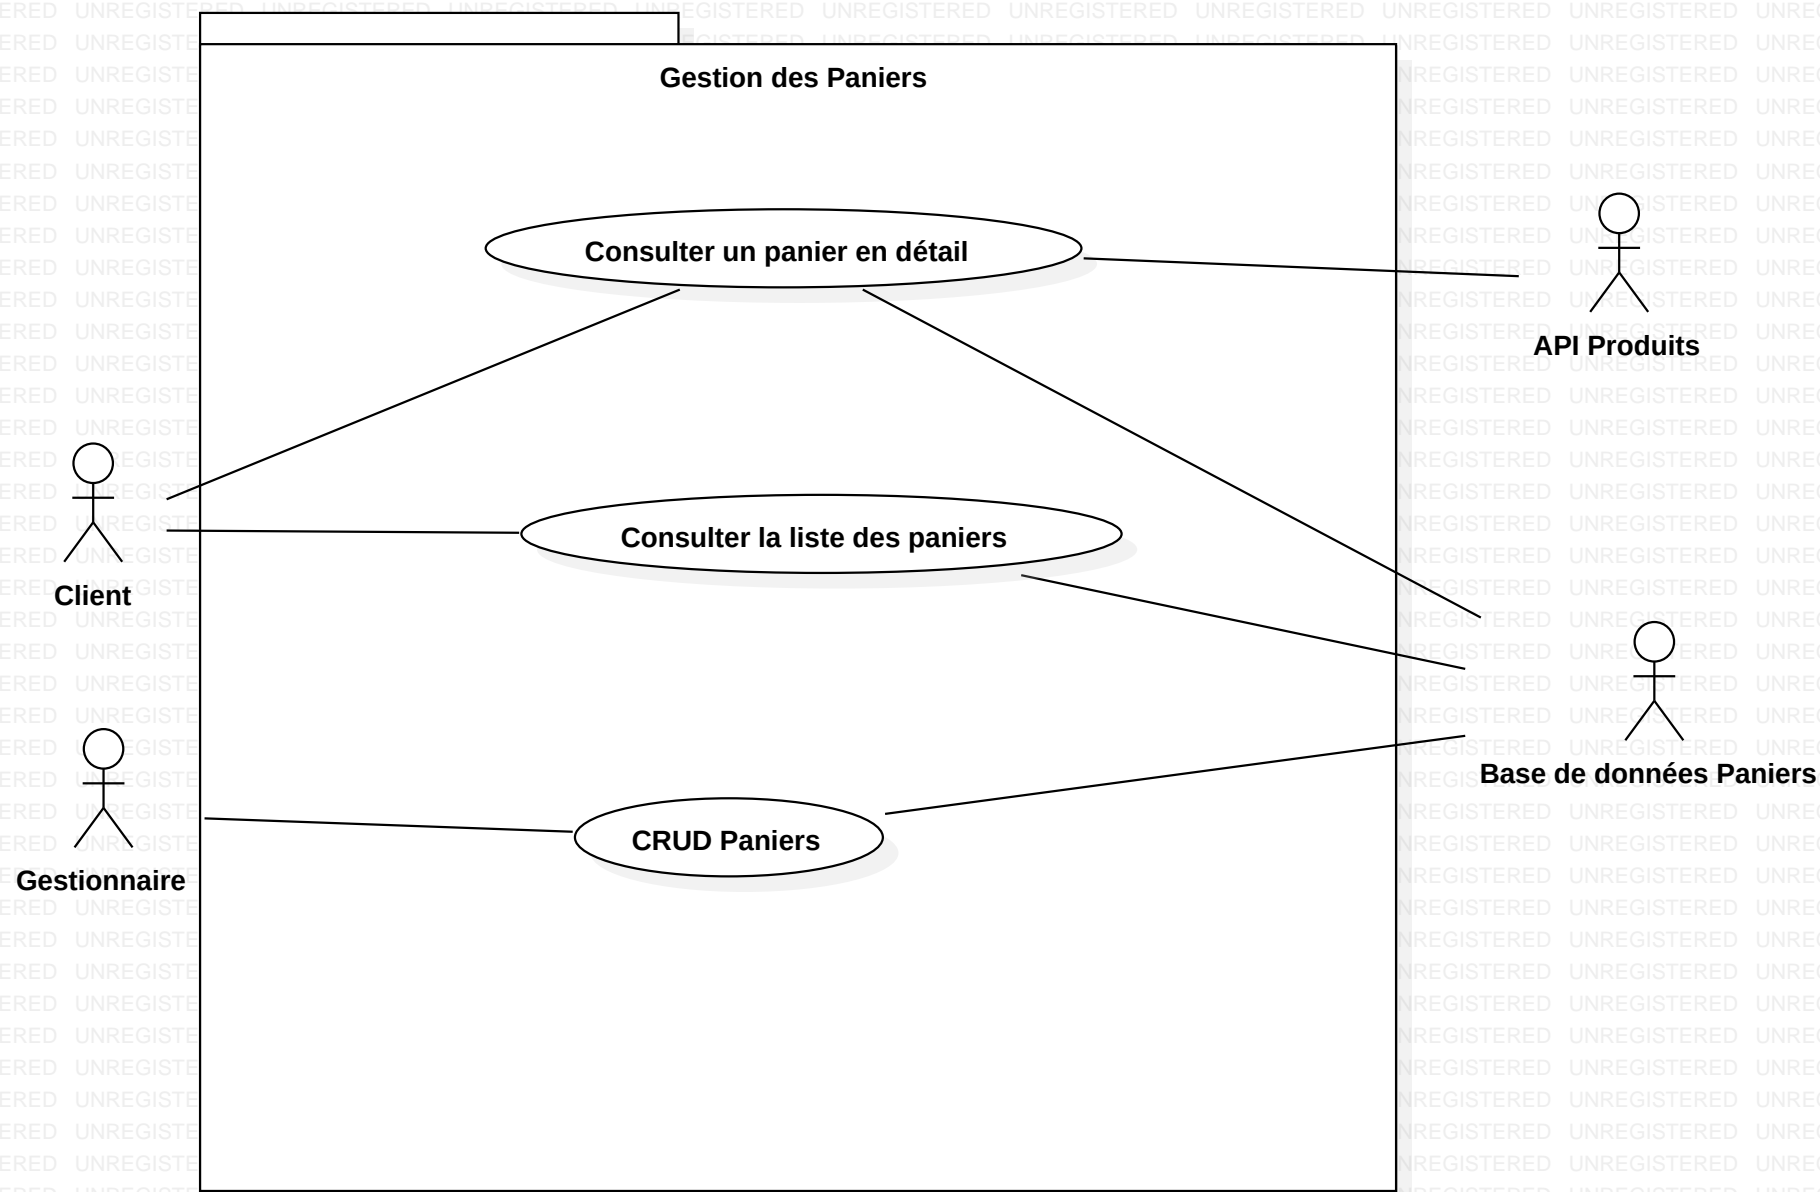 Gestion des Paniers
Consulter un panier en détail
API Produits
Consulter la liste des paniers
Client
Base de données Paniers
CRUD Paniers
Gestionnaire
UNREGISTERED